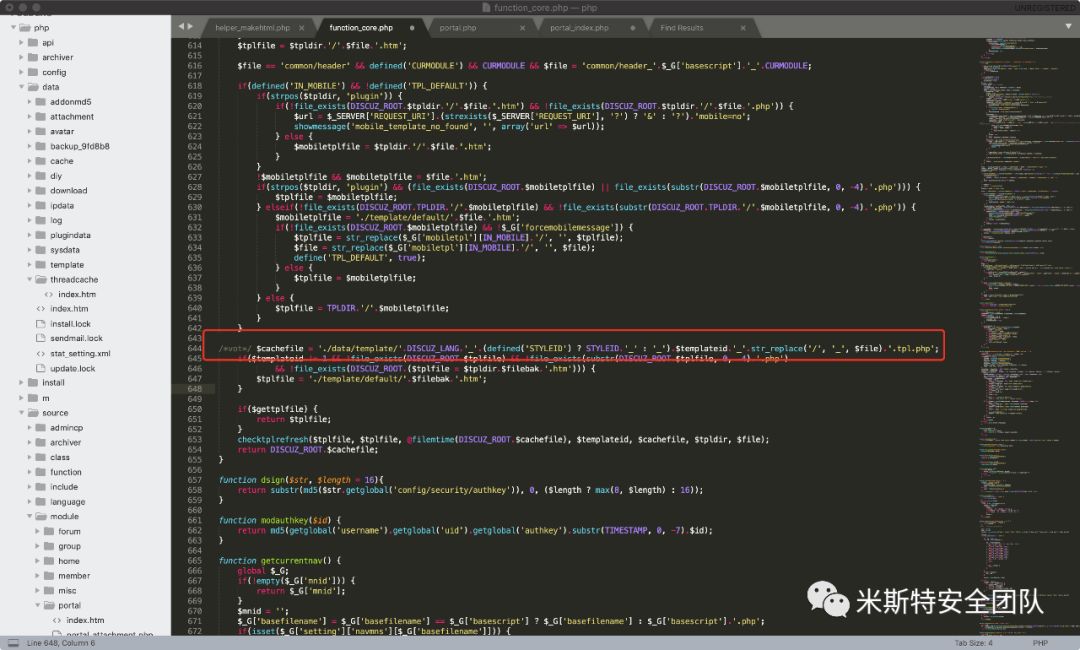 function_core.php — php
UNREGISTERED
helper_makehtml.php ×
function_core.php
portal.php
portal_index.php
Find Results ×
php
api
archiver
config
data
addonmd5
attachment
avatar
backup_9fd8b8
cache
diy
download
ipdata
log
plugindata
sysdata
template
threadcache
<> index.htm
<> index.htm
install.lock
sendmail.lock
<> stat_setting.xml
update.lock
install
m
source
admincp
archiver
class
function
include
language
module
forum
group
home
member
misc
portal
<> index.htm
portal_attachment.php
614 $tplfile = $tpldir.'/'.$file.'.htm';
615
616 $file == 'common/header' && defined('CURMODULE') && CURMODULE && $file = 'common/header_'.$_G['basescript'].'_'.CURMODULE;
617
618 if(defined('IN_MOBILE') && !defined('TPL_DEFAULT')) {
619 if(strpos($tpldir, "plugin")) {
620 if(!file_exists(DISCUZ_ROOT.$tpldir.'/'.$file.'.htm') && !file_exists(DISCUZ_ROOT.$tpldir.'/'.$file.'.php')) {
621 $url = $_SERVER['REQUEST_URI'].(strexists($_SERVER['REQUEST_URI'], '?') ? '&' : '?').'mobile=no';
622 showmessage('mobile_template_no_found', '', array('url' => $url));
623 } else {
624 $mobiletplfile = $tpldir.'/'.$file.'.htm';
625 }
626 }
627 !$mobiletplfile && $mobiletplfile = $file.'.htm';
628 if(strpos($tpldir, "plugin") && (file_exists(DISCUZ_ROOT.$mobiletplfile) || file_exists(substr(DISCUZ_ROOT.$mobiletplfile, 0, -4).'.php'))) {
629 $tplfile = $mobiletplfile;
630 } elseif(!file_exists(DISCUZ_ROOT.TPLDIR.'/'.$mobiletplfile) && !file_exists(substr(DISCUZ_ROOT.TPLDIR.'/'.$mobiletplfile, 0, -4).'.php')) {
631 $mobiletplfile = './template/default/'.$file.'.htm';
632 if(!file_exists(DISCUZ_ROOT.$mobiletplfile) && !$_G['forcemobilemessage']) {
633 $tplfile = str_replace($_G['mobiletpl'][IN_MOBILE].'/', '', $tplfile);
634 $file = str_replace($_G['mobiletpl'][IN_MOBILE].'/', '', $file);
635 define('TPL_DEFAULT', true);
636 } else {
637 $tplfile = $mobiletplfile;
638 }
639 } else {
640 $tplfile = TPLDIR.'/'.$mobiletplfile;
641 }
642 }
643
644 /*vot*/ $cachefile = './data/template/'.DISCUZ_LANG.'_'.(defined('STYLEID') ? STYLEID.'_' : '_').$templateid.'_'.str_replace('/', '_', $file).'.tpl.php';
645 if($templateid != 1 && !file_exists(DISCUZ_ROOT.$tplfile) && !file_exists(substr(DISCUZ_ROOT.$tplfile, 0, -4).'.php')
646 && !file_exists(DISCUZ_ROOT.($tplfile = $tpldir.$filebak.'.htm'))) {
647 $tplfile = './template/default/'.$filebak.'.htm';
648 }
649
650 if($gettplfile) {
651 return $tplfile;
652 }
653 checktplrefresh($tplfile, $tplfile, @filemtime(DISCUZ_ROOT.$cachefile), $templateid, $cachefile, $tpldir, $file);
654 return DISCUZ_ROOT.$cachefile;
655 }
656
657 function dsign($str, $length = 16){
658 return substr(md5($str.getglobal('config/security/authkey')), 0, ($length ? max(8, $length) : 16));
659 }
660
661 function modauthkey($id) {
662 return md5(getglobal('username').getglobal('uid').getglobal('authkey').substr(TIMESTAMP, 0, -7).$id);
663 }
664
665 function getcurrentnav() {
666 global $_G;
667 if(!empty($_G['mnid'])) {
668 return $_G['mnid'];
669 }
670 $mnid = '';
671 $_G['basefilename'] = $_G['basefilename'] == $_G['basescript'] ? $_G['basefilename'] : $_G['basescript'].'.php';
672 if(isset($_G['setting']['navmns'][$_G['basefilename']])) {
米斯特安全团队
Line 648, Column 6
Tab Size: 4
PHP